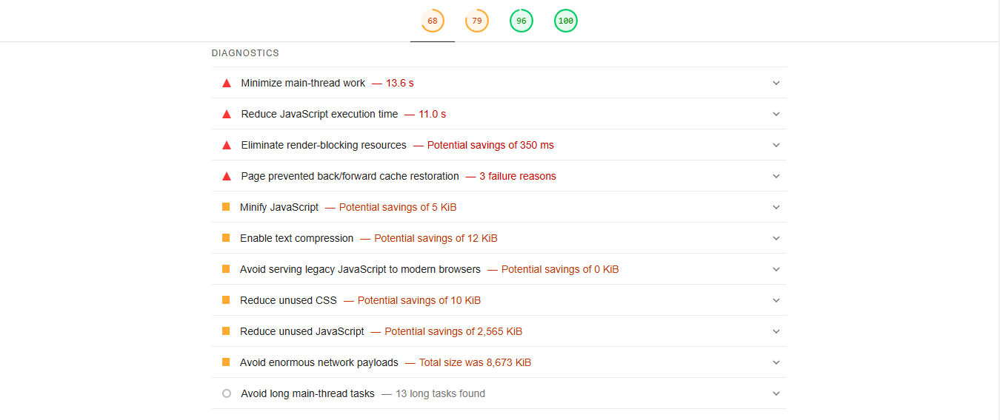 68 79 96 100
DIAGNOSTICS
Minimize main-thread work — 13.6 s
Reduce JavaScript execution time — 11.0 s
Eliminate render-blocking resources — Potential savings of 350 ms
Page prevented back/forward cache restoration — 3 failure reasons
Minify JavaScript — Potential savings of 5 KiB
Enable text compression — Potential savings of 12 KiB
Avoid serving legacy JavaScript to modern browsers — Potential savings of 0 KiB
Reduce unused CSS — Potential savings of 10 KiB
Reduce unused JavaScript — Potential savings of 2,565 KiB
Avoid enormous network payloads — Total size was 8,673 KiB
Avoid long main-thread tasks — 13 long tasks found